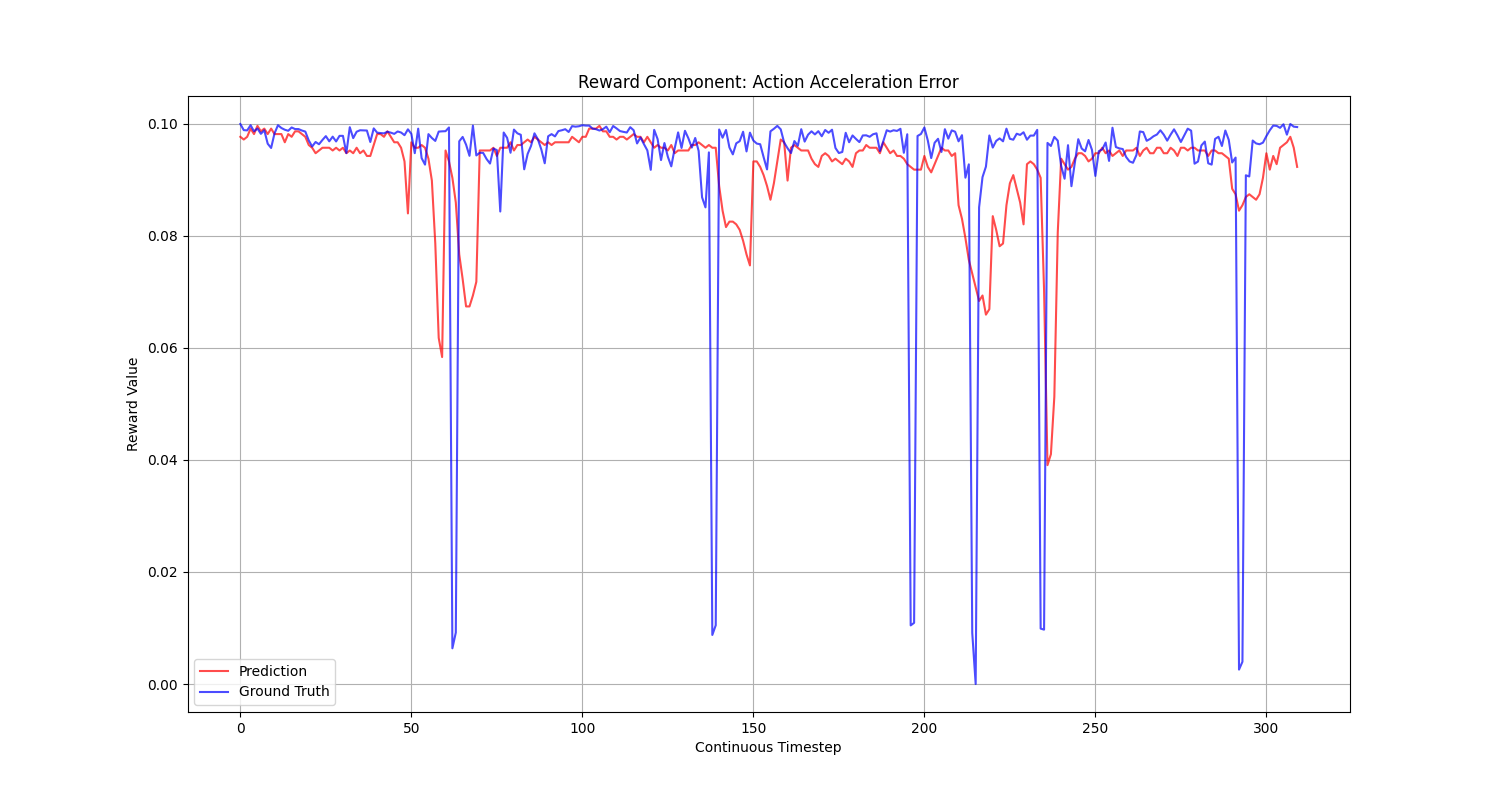 Reward Component: Action Acceleration Error
0.10
0.08
0.06
0.04
0.02
0.00
Reward Value
Prediction
Ground Truth
0
50
100
150
200
250
300
Continuous Timestep